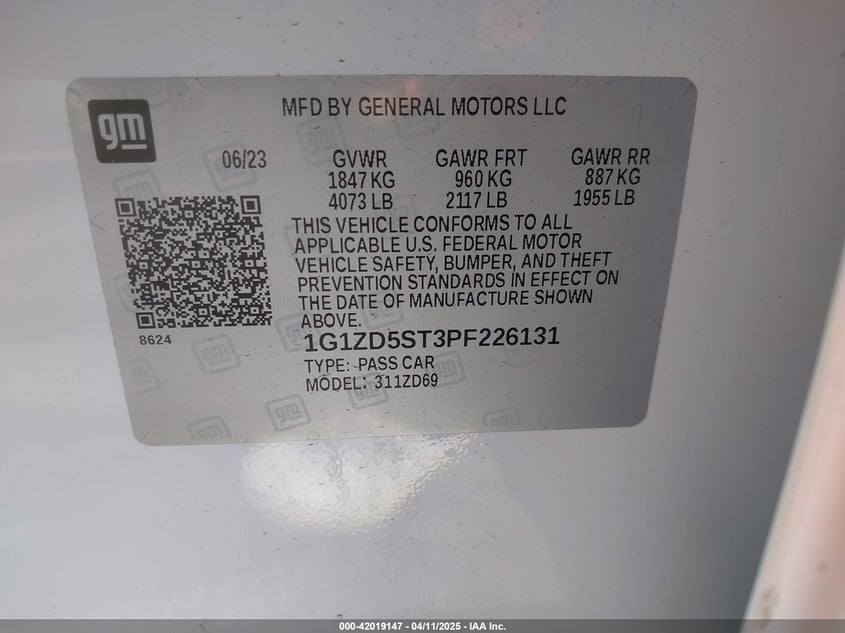 gm
MFD BY GENERAL MOTORS LLC
06/23 GVWR GAWR FRT GAWR RR
1847 KG 960 KG 887 KG
4073 LB 2117 LB 1955 LB
THIS VEHICLE CONFORMS TO ALL
APPLICABLE U.S. FEDERAL MOTOR
VEHICLE SAFETY, BUMPER, AND THEFT
PREVENTION STANDARDS IN EFFECT ON
THE DATE OF MANUFACTURE SHOWN
ABOVE.
8624
1G1ZD5ST3PF226131
TYPE: PASS CAR
MODEL: 311ZD69
000-42019147 - 04/11/2025 - IAA Inc.